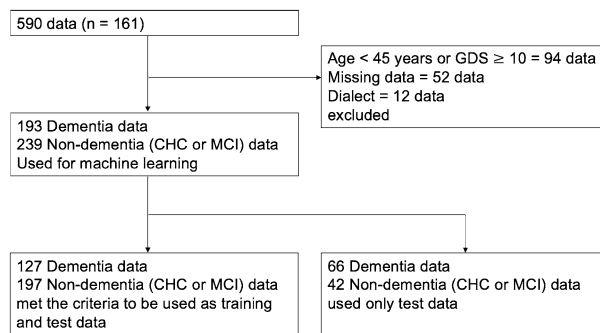 590 data (n = 161)
Age < 45 years or GDS ≥ 10 = 94 data
Missing data = 52 data
Dialect = 12 data
excluded
193 Dementia data
239 Non-dementia (CHC or MCI) data
Used for machine learning
127 Dementia data
197 Non-dementia (CHC or MCI) data
met the criteria to be used as training
and test data
66 Dementia data
42 Non-dementia (CHC or MCI) data
used only test data